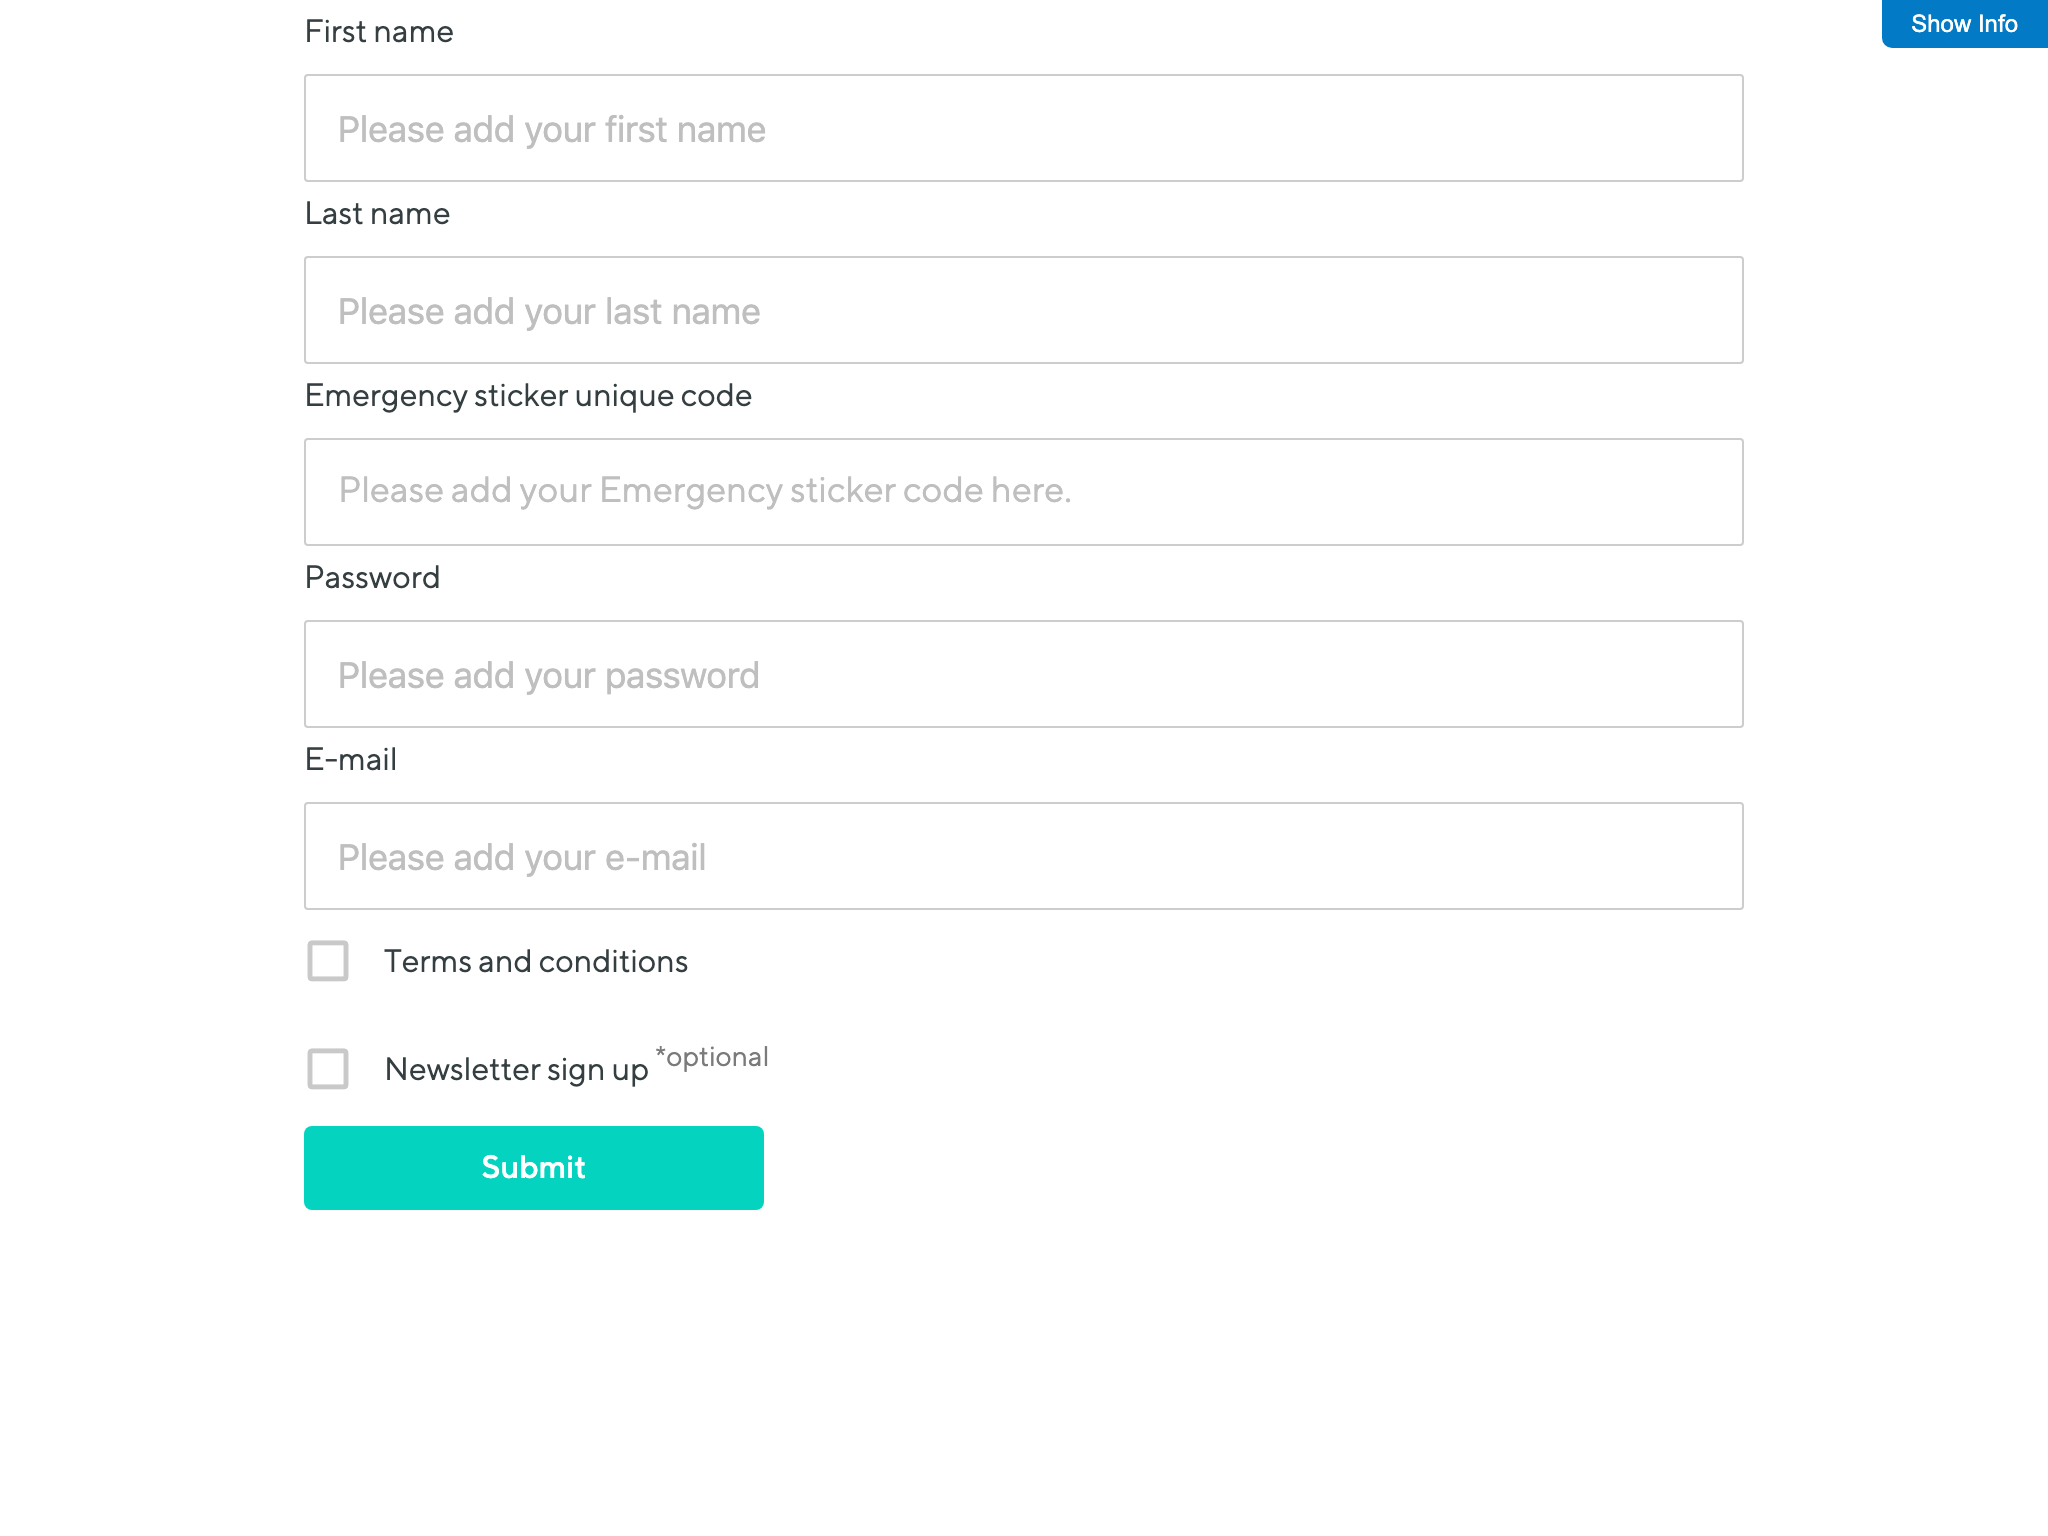 First name
Show Info
Please add your first name
Last name
Please add your last name
Emergency sticker unique code
Please add your Emergency sticker code here.
Password
Please add your password
E-mail
Please add your e-mail
Terms and conditions
Newsletter sign up *optional
Submit